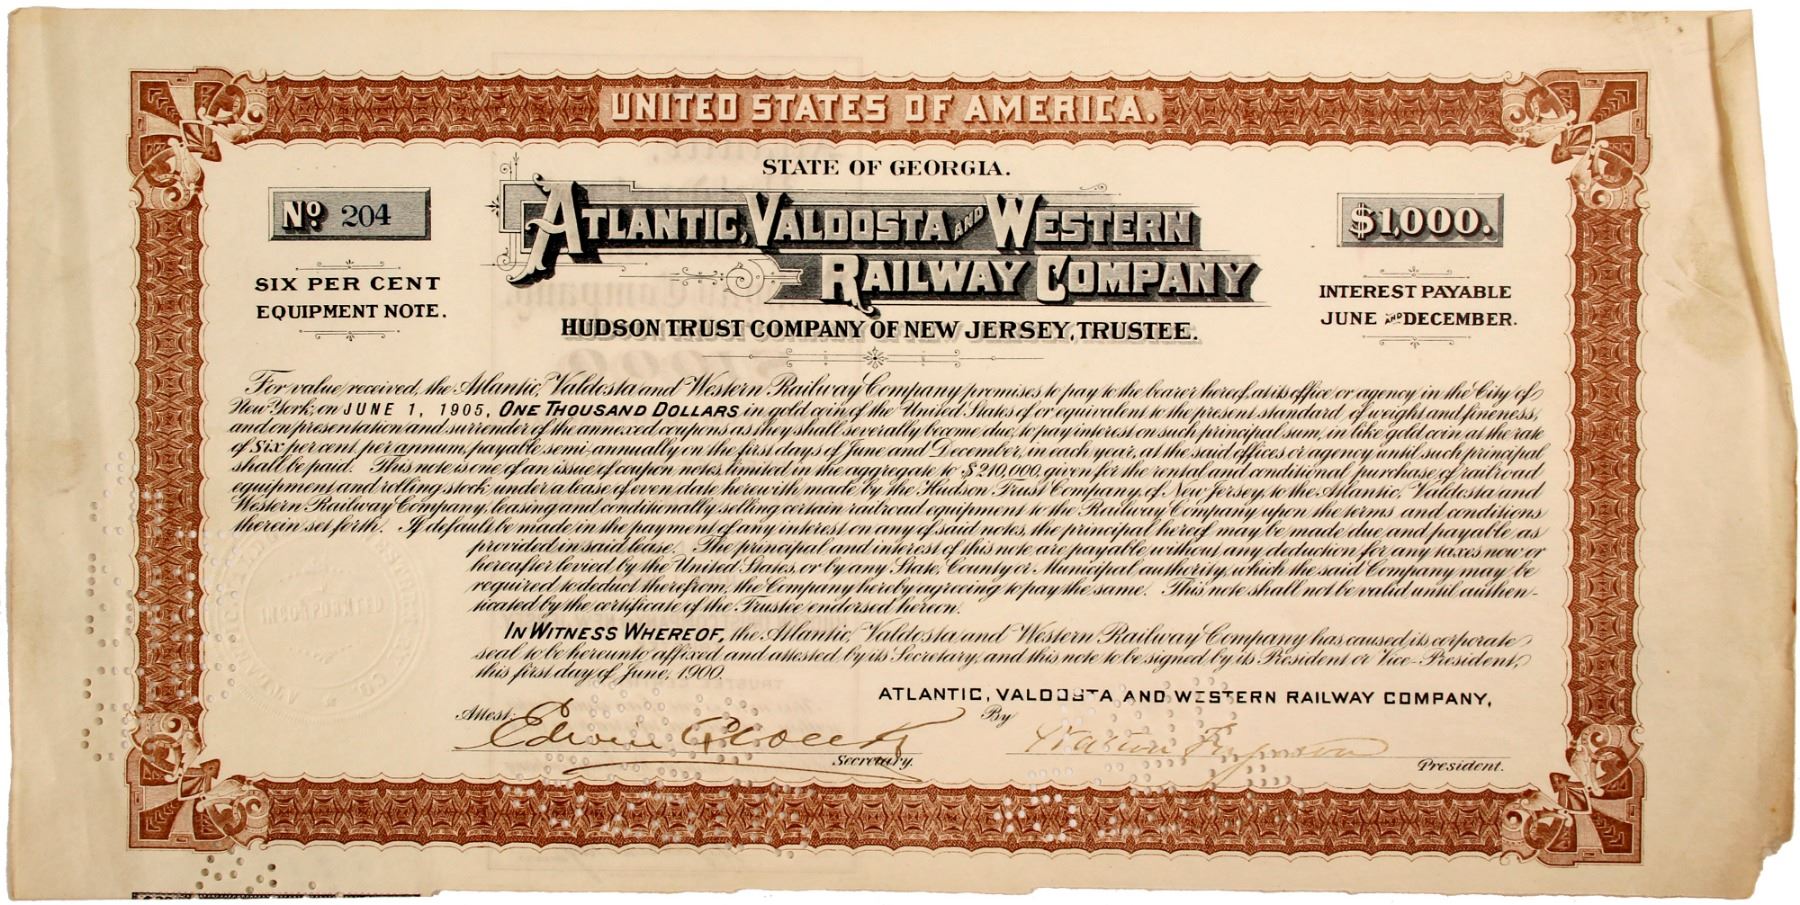 UNITED STATES OF AMERICA.
STATE OF GEORGIA.
No. 204
ATLANTIC, VALDOSTA AND WESTERN
RAILWAY COMPANY
$1,000.
SIX PER CENT
EQUIPMENT NOTE.
INTEREST PAYABLE
JUNE AND DECEMBER.
HUDSON TRUST COMPANY OF NEW JERSEY, TRUSTEE.
For value received, the Atlantic, Valdosta and Western Railway Company promises to pay to the bearer hereof, at its office or agency in the City of
New York, on JUNE 1, 1905, ONE THOUSAND DOLLARS in gold coin of the United States of or equivalent to the present standard of weight and fineness,
and on presentation and surrender of the annexed coupons as they shall severally become due, to pay interest on such principal sum, in like gold coin at the rate
of Six per cent. per annum, payable semi-annually on the first days of June and December, in each year, at the said offices or agency until such principal
shall be paid. This note is one of an issue of coupon notes, limited in the aggregate to $210,000, given for the rental and conditional purchase of railroad
equipment and rolling stock, under a lease of even date herewith made by the Hudson Trust Company, of New Jersey, to the Atlantic, Valdosta and
Western Railway Company, leasing and conditionally selling certain railroad equipment to the Railway Company upon the terms and conditions
therein set forth. If default be made in the payment of any interest on any of said notes, the principal hereof may be made due and payable as
provided in said lease. The principal and interest of this note are payable without any deduction for any taxes now or
hereafter levied by the United States, or by any State, County or Municipal authority, which the said Company may be
required to deduct therefrom, the Company hereby agreeing to pay the same. This note shall not be valid until authen-
ticated by the certificate of the Trustee endorsed hereon.
IN WITNESS WHEREOF, the Atlantic, Valdosta and Western Railway Company has caused its corporate
seal to be hereunto affixed and attested by its Secretary, and this note to be signed by its President or Vice-President,
this first day of June, 1900.
ATLANTIC, VALDOSTA AND WESTERN RAILWAY COMPANY,
Attest: Edwin
By Ferguson
Secretary.
President.